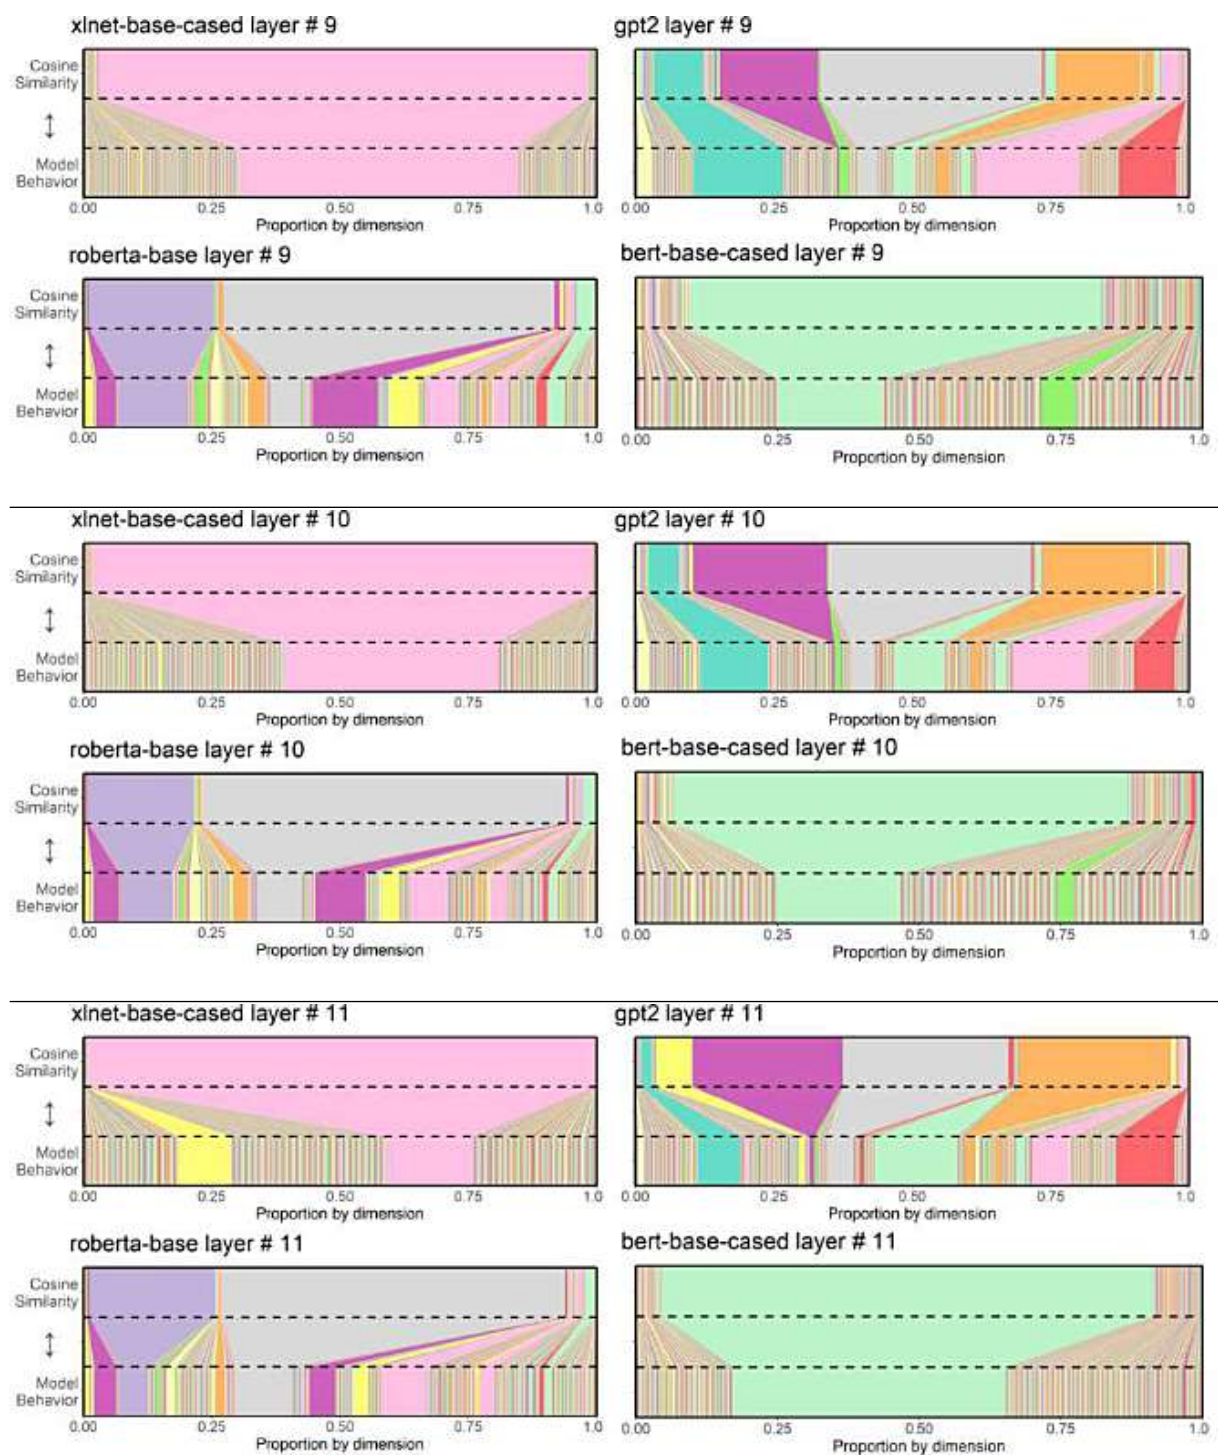 xlnet-base-cased layer # 9
Cosine
Similarity
↕
Model
Behavior
0.00 0.25 0.50 0.75 1.0
Proportion by dimension
gpt2 layer # 9
0.00 0.25 0.50 0.75 1.0
Proportion by dimension
roberta-base layer # 9
Cosine
Similarity
↕
Model
Behavior
0.00 0.25 0.50 0.75 1.0
Proportion by dimension
bert-base-cased layer # 9
0.00 0.25 0.50 0.75 1.0
Proportion by dimension
xlnet-base-cased layer # 10
Cosine
Similarity
↕
Model
Behavior
0.00 0.25 0.50 0.75 1.0
Proportion by dimension
gpt2 layer # 10
0.00 0.25 0.50 0.75 1.0
Proportion by dimension
roberta-base layer # 10
Cosine
Similarity
↕
Model
Behavior
0.00 0.25 0.50 0.75 1.0
Proportion by dimension
bert-base-cased layer # 10
0.00 0.25 0.50 0.75 1.0
Proportion by dimension
xlnet-base-cased layer # 11
Cosine
Similarity
↕
Model
Behavior
0.00 0.25 0.50 0.75 1.0
Proportion by dimension
gpt2 layer # 11
0.00 0.25 0.50 0.75 1.0
Proportion by dimension
roberta-base layer # 11
Cosine
Similarity
↕
Model
Behavior
0.00 0.25 0.50 0.75 1.0
Proportion by dimension
bert-base-cased layer # 11
0.00 0.25 0.50 0.75 1.0
Proportion by dimension